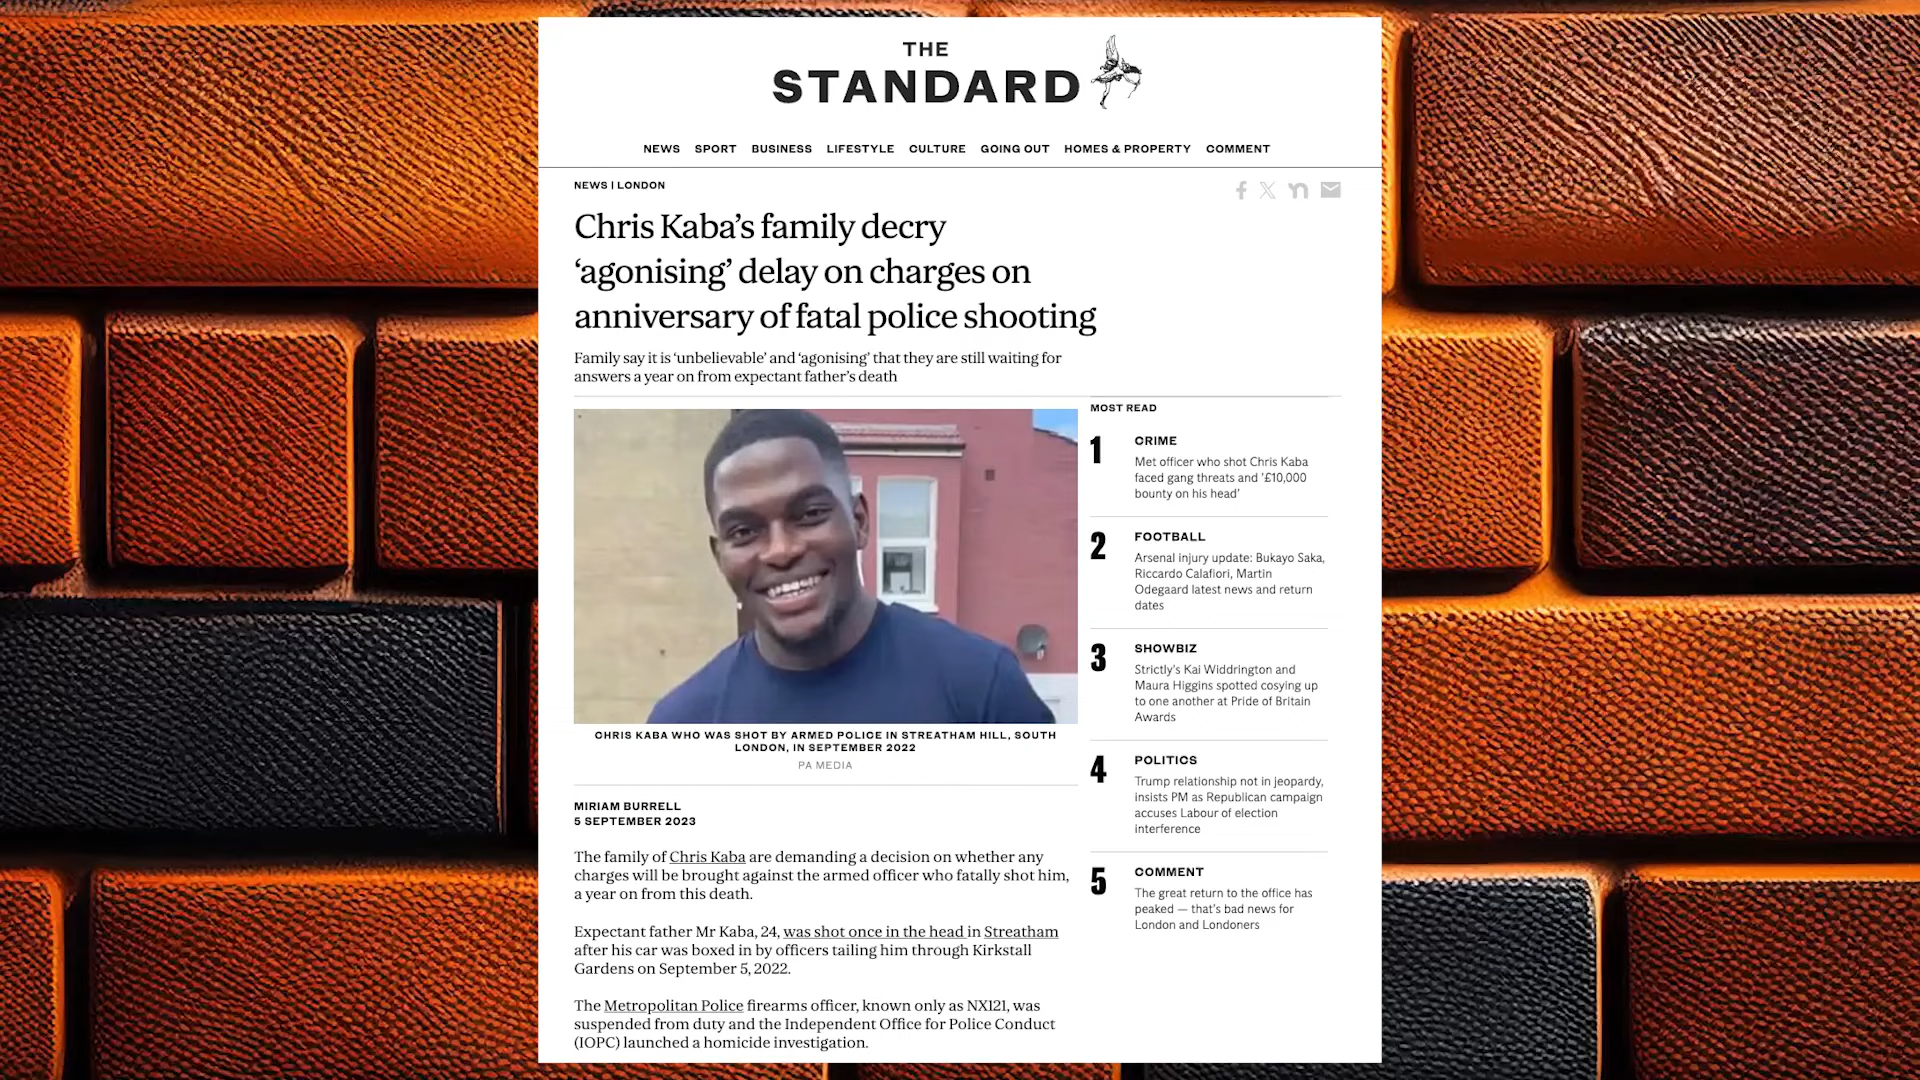 THE
STANDARD
NEWS SPORT BUSINESS LIFESTYLE CULTURE GOING OUT HOMES & PROPERTY COMMENT
NEWS | LONDON
Chris Kaba’s family decry
‘agonising’ delay on charges on
anniversary of fatal police shooting
Family say it is ‘unbelievable’ and ‘agonising’ that they are still waiting for
answers a year on from expectant father’s death
CHRIS KABA WHO WAS SHOT BY ARMED POLICE IN STREATHAM HILL, SOUTH
LONDON, IN SEPTEMBER 2022
PA MEDIA
MIRIAM BURRELL
5 SEPTEMBER 2023
The family of Chris Kaba are demanding a decision on whether any
charges will be brought against the armed officer who fatally shot him,
a year on from this death.
Expectant father Mr Kaba, 24, was shot once in the head in Streatham
after his car was boxed in by officers tailing him through Kirkstall
Gardens on September 5, 2022.
The Metropolitan Police firearms officer, known only as NX121, was
suspended from duty and the Independent Office for Police Conduct
(IOPC) launched a homicide investigation.
MOST READ
1
CRIME
Met officer who shot Chris Kaba
faced gang threats and ‘£10,000
bounty on his head’
2
FOOTBALL
Arsenal injury update: Bukayo Saka,
Riccardo Calafiori, Martin
Odegaard latest news and return
dates
3
SHOWBIZ
Strictly’s Kai Widdrington and
Maura Higgins spotted cosying up
to one another at Pride of Britain
Awards
4
POLITICS
Trump relationship not in jeopardy,
insists PM as Republican campaign
accuses Labour of election
interference
5
COMMENT
The great return to the office has
peaked — that’s bad news for
London and Londoners